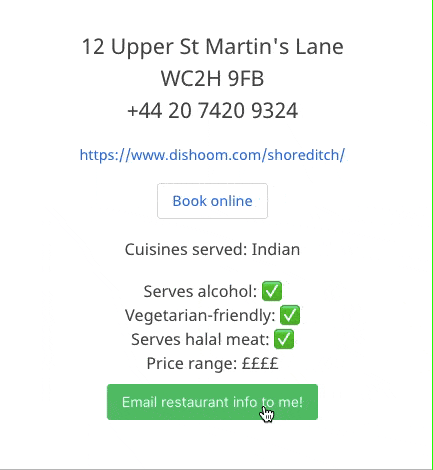 12 Upper St Martin's Lane
WC2H 9FB
+44 20 7420 9324
https://www.dishoom.com/shoreditch/
Book online
Cuisines served: Indian
Serves alcohol: ✅
Vegetarian-friendly: ✅
Serves halal meat: ✅
Price range: ££££
Email restaurant info to me!